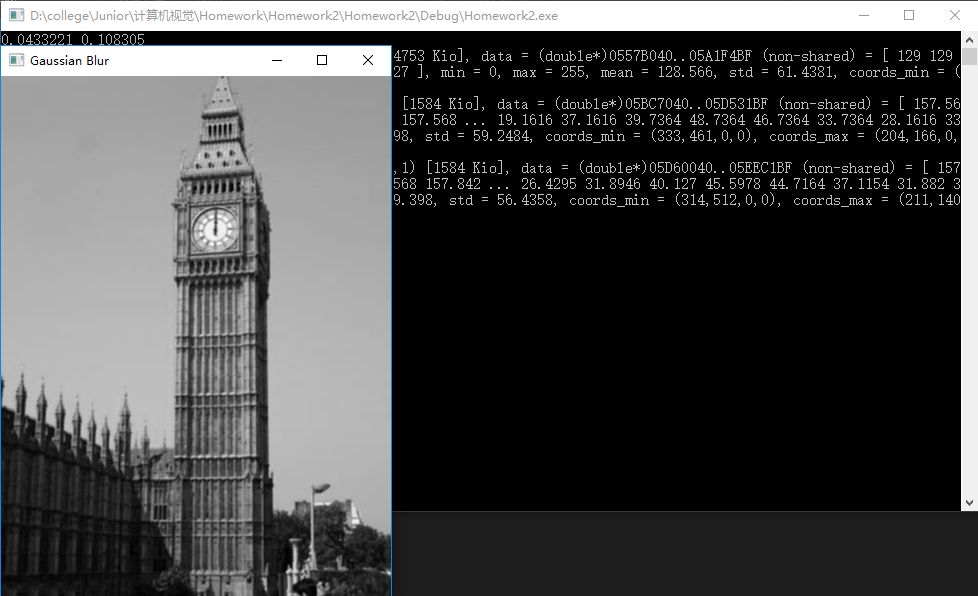 D:\college\Junior\计算机视觉\Homework\Homework2\Homework2\Debug\Homework2.exe
0.0433221 0.108305
Gaussian Blur
4753 Kio], data = (double*)0557B040..05A1F4BF (non-shared) = [ 129 129
27 ], min = 0, max = 255, mean = 128.566, std = 61.4381, coords_min = (
[1584 Kio], data = (double*)05BC7040..05D531BF (non-shared) = [ 157.56
157.568 ... 19.1616 37.1616 39.7364 48.7364 46.7364 33.7364 28.1616 33
98, std = 59.2484, coords_min = (333,461,0,0), coords_max = (204,166,0,
,1) [1584 Kio], data = (double*)05D60040..05EEC1BF (non-shared) = [ 157
568 157.842 ... 26.4295 31.8946 40.127 45.5978 44.7164 37.1154 31.882 3
9.398, std = 56.4358, coords_min = (314,512,0,0), coords_max = (211,140